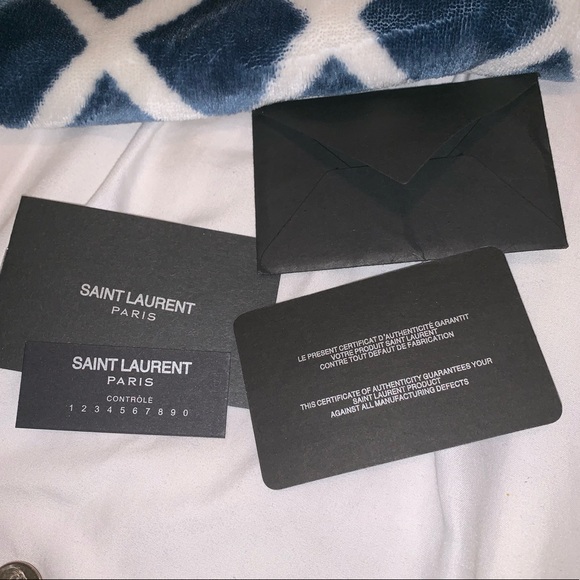 SAINT LAURENT
PARIS
SAINT LAURENT
PARIS
CONTRÔLE
1 2 3 4 5 6 7 8 9 0
LE PRESENT CERTIFICAT D'AUTHENTICITÉ GARANTIT
VOTRE PRODUIT SAINT LAURENT
CONTRE TOUT DEFAUT DE FABRICATION
THIS CERTIFICATE OF AUTHENTICITY GUARANTEES YOUR
SAINT LAURENT PRODUCT
AGAINST ALL MANUFACTURING DEFECTS